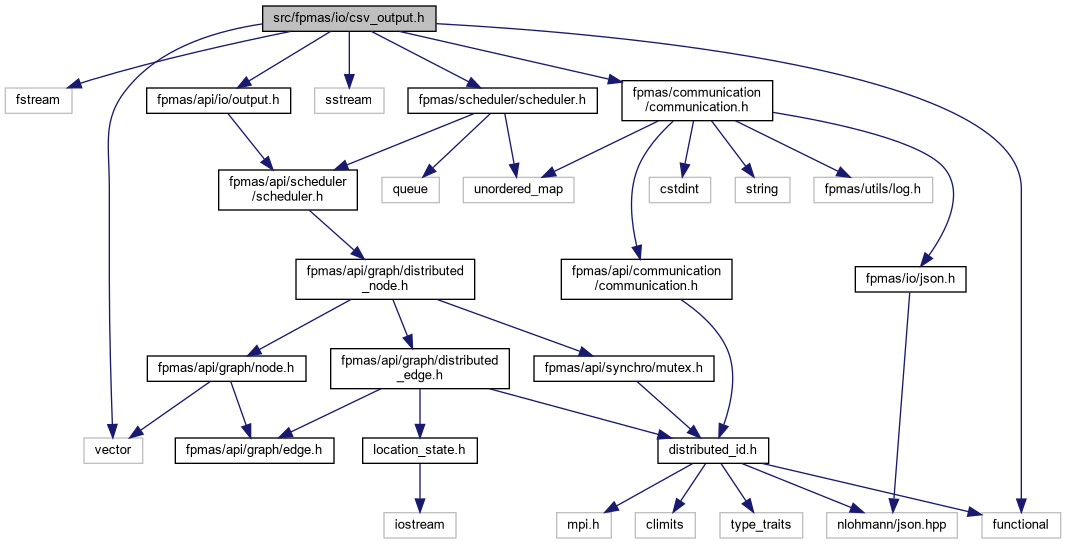 src/fpmas/io/csv_output.h
fstream
fpmas/api/io/output.h
sstream
fpmas/scheduler/scheduler.h
fpmas/communication
/communication.h
fpmas/api/scheduler
/scheduler.h
queue
unordered_map
cstdint
string
fpmas/utils/log.h
fpmas/api/graph/distributed
_node.h
fpmas/api/communication
/communication.h
fpmas/io/json.h
fpmas/api/graph/node.h
fpmas/api/graph/distributed
_edge.h
fpmas/api/synchro/mutex.h
vector
fpmas/api/graph/edge.h
location_state.h
distributed_id.h
iostream
mpi.h
climits
type_traits
nlohmann/json.hpp
functional